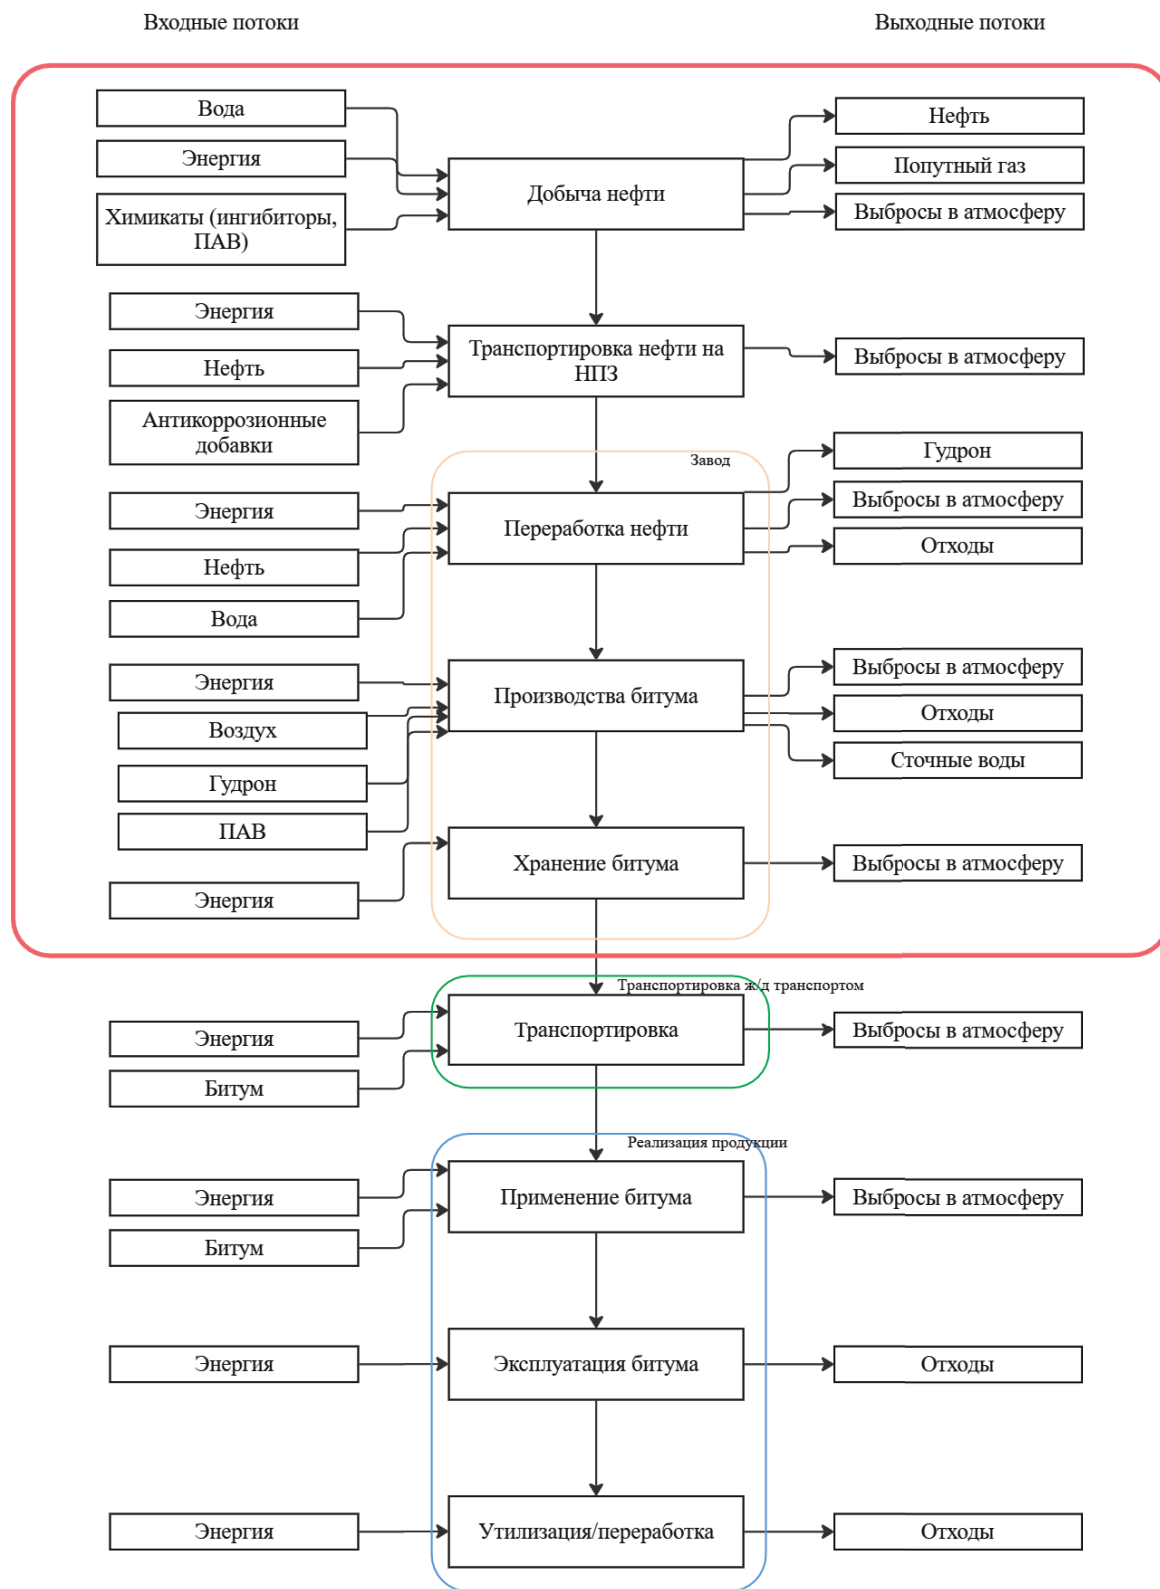 Входные потоки
Выходные потоки
Вода
Энергия
Химикаты (ингибиторы,
ПАВ)
Добыча нефти
Нефть
Попутный газ
Выбросы в атмосферу
Энергия
Нефть
Антикоррозионные
добавки
Транспортировка нефти на
НПЗ
Выбросы в атмосферу
Завод
Энергия
Нефть
Вода
Переработка нефти
Гудрон
Выбросы в атмосферу
Отходы
Энергия
Воздух
Гудрон
ПАВ
Производства битума
Выбросы в атмосферу
Отходы
Сточные воды
Энергия
Хранение битума
Выбросы в атмосферу
Транспортировка ж/д транспортом
Энергия
Битум
Транспортировка
Выбросы в атмосферу
Реализация продукции
Энергия
Битум
Применение битума
Выбросы в атмосферу
Энергия
Эксплуатация битума
Отходы
Энергия
Утилизация/переработка
Отходы